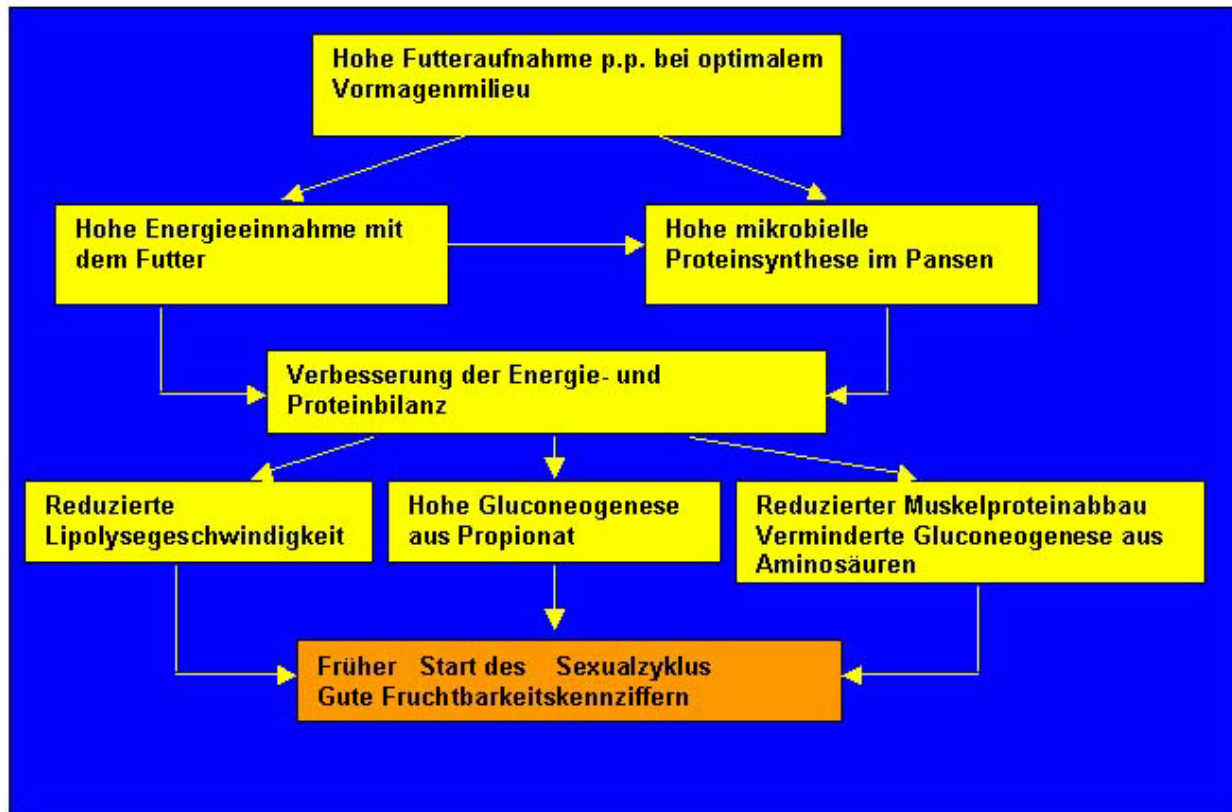 Hohe Futteraufnahme p.p. bei optimalem
Vormagenmilieu
Hohe Energieeinnahme mit
dem Futter
Hohe mikrobielle
Proteinsynthese im Pansen
Verbesserung der Energie- und
Proteinbilanz
Reduzierte
Lipolysegeschwindigkeit
Hohe Gluconeogenese
aus Propionat
Reduzierter Muskelproteinabbau
Verminderte Gluconeogenese aus
Aminosäuren
Früher Start des Sexualzyklus
Gute Fruchtbarkeitskennziffern